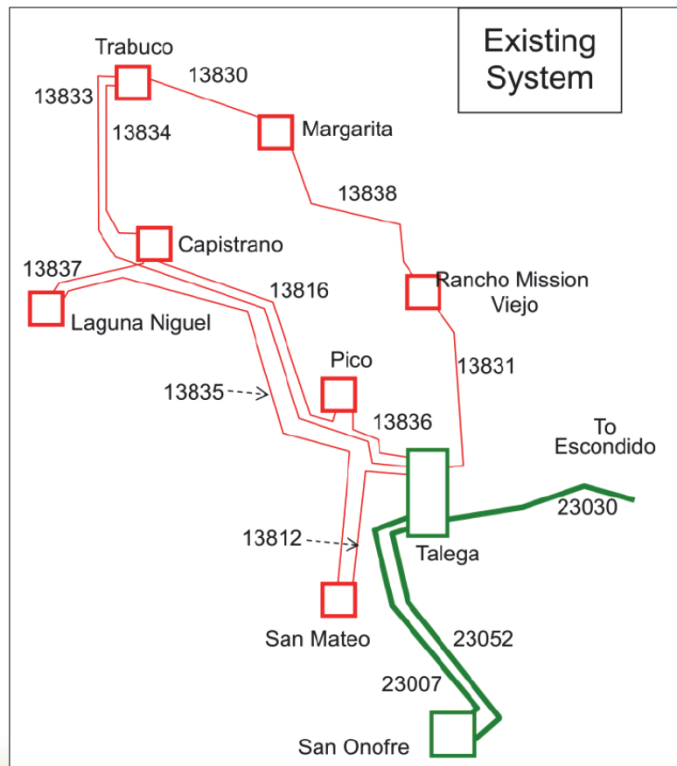 Existing
System
Trabuco
13830
13833
13834
Margarita
13838
Capistrano
13837
13816
Rancho Mission
Viejo
Laguna Niguel
Pico
13831
13835
13836
To
Escondido
23030
13812
Talega
San Mateo
23052
23007
San Onofre